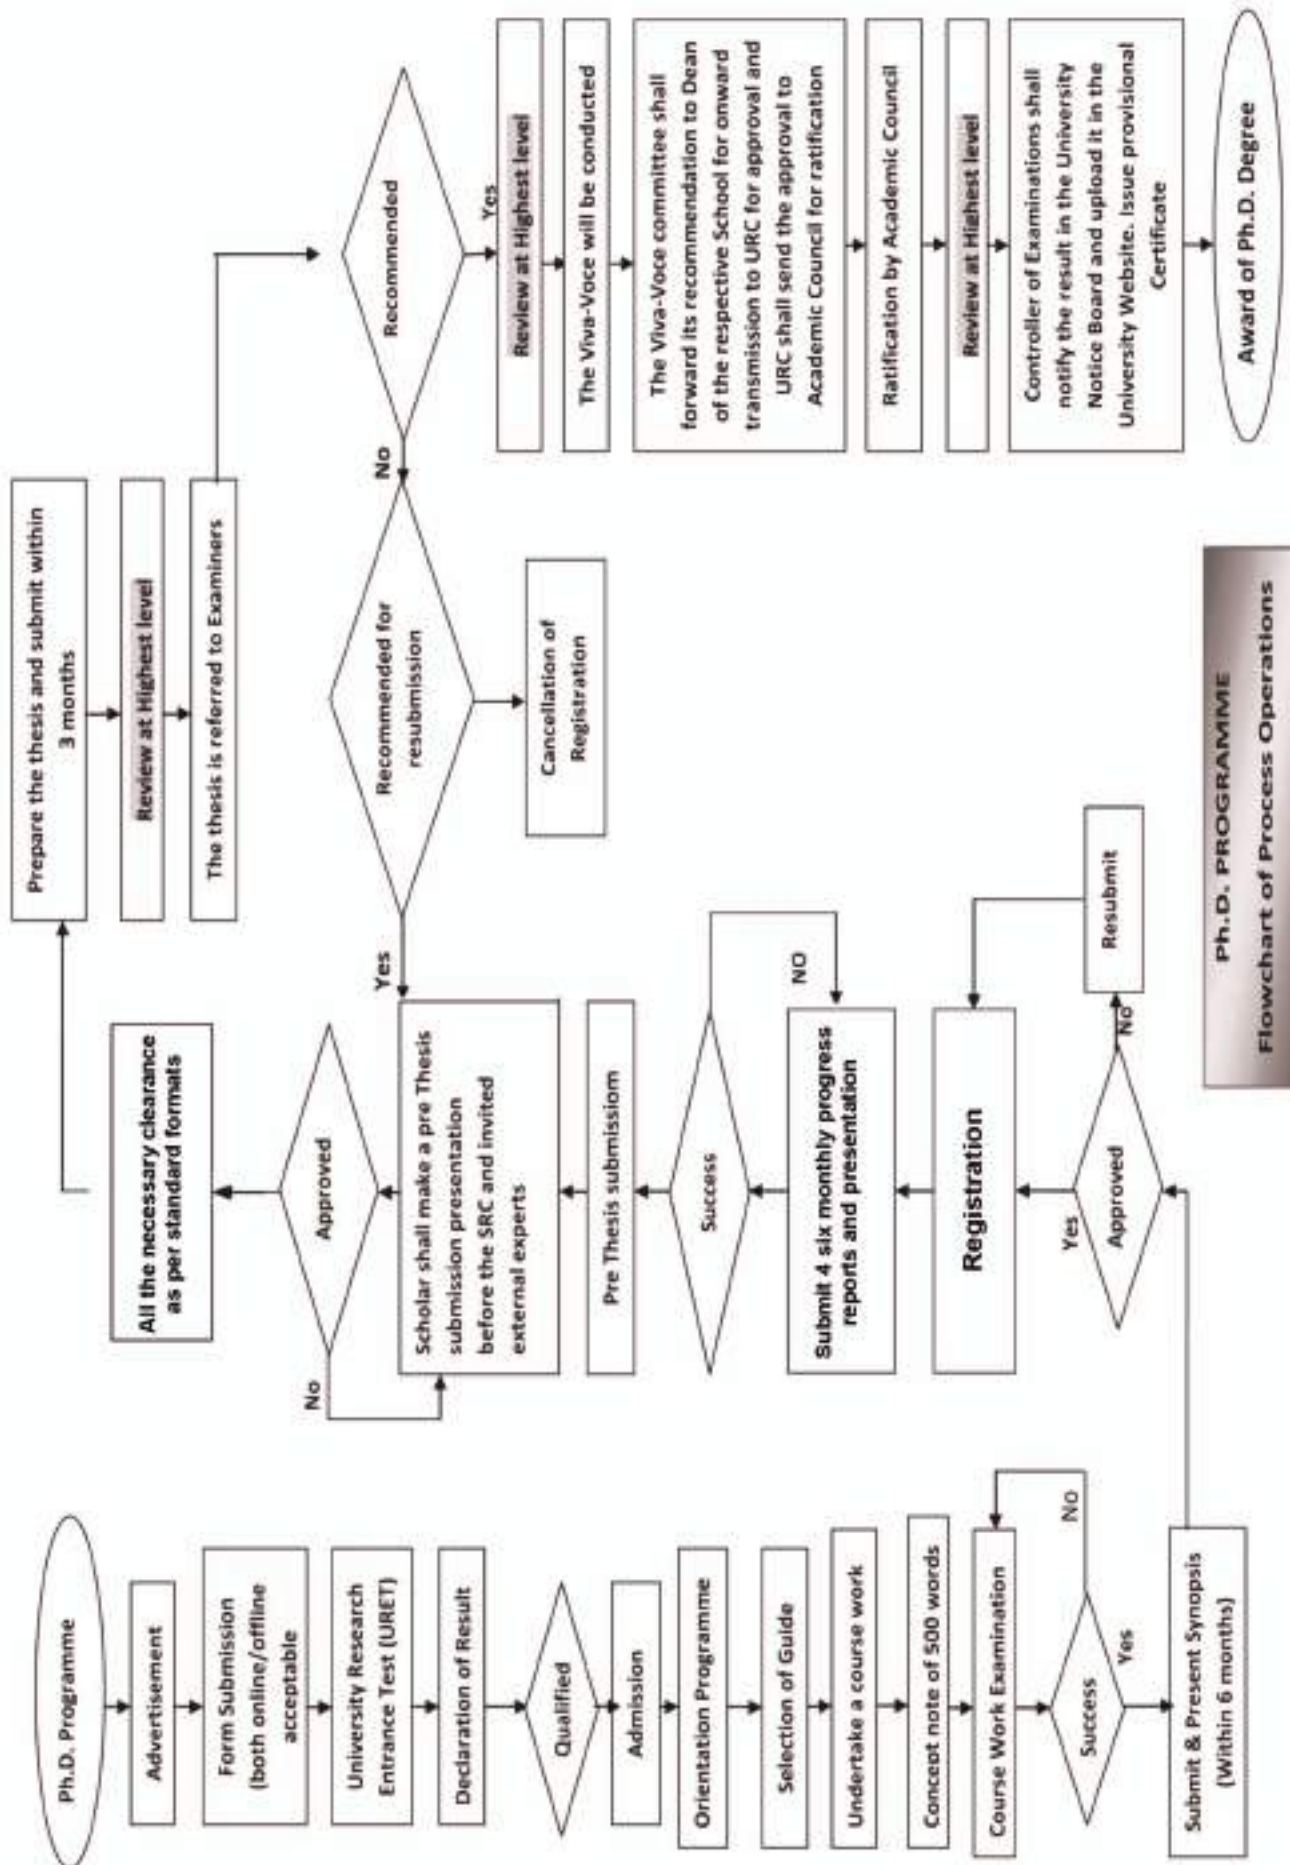 Ph.D. Programme
Advertisement
Form Submission
(both online/offline
acceptable
University Research
Entrance Test (URET)
Declaration of Result
Qualified
Admission
Orientation Programme
Selection of Guide
Undertake a course work
Concept note of 500 words
Course Work Examination
No
Success
Yes
Submit & Present Synopsis
(Within 6 months)
All the necessary clearance
as per standard formats
Approved
No
Scholar shall make a pre Thesis
submission presentation
before the SRC and invited
external experts
Pre Thesis submissiom
Success
NO
Submit 4 six monthly progress
reports and presentation
Registration
Yes
Approved
No
Resubmit
Prepare the thesis and submit within
3 months
Review at Highest level
The thesis is referred to Examiners
Recommended
No
Yes
Recommended for
resubmission
Yes
Cancellation of
Registration
Review at Highest level
The Viva-Voce will be conducted
The Viva-Voce committee shall
forward its recommendation to Dean
of the respective School for onward
transmission to URC for approval and
URC shall send the approval to
Academic Council for ratification
Ratification by Academic Council
Review at Highest level
Controller of Examinations shall
notify the result in the University
Notice Board and upload it in the
University Website. Issue provisional
Certificate
Award of Ph.D. Degree
Ph.D. PROGRAMME
Flowchart of Process Operations